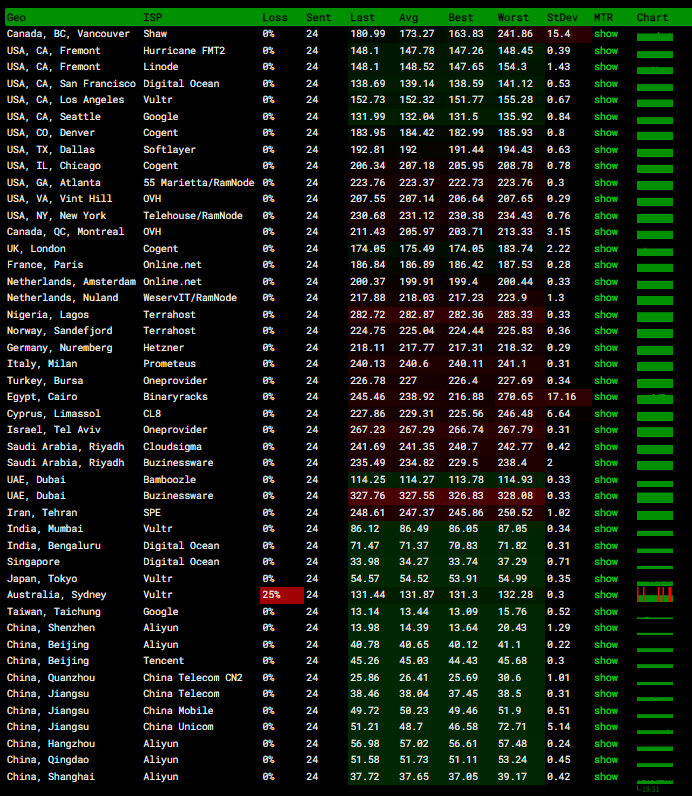 Geo ISP Loss Sent Last Avg Best Worst StDev MTR Chart
Canada, BC, Vancouver Shaw 0% 24 180.99 173.27 163.83 241.86 15.4 show
USA, CA, Fremont Hurricane FMT2 0% 24 148.1 147.78 147.26 148.45 0.39 show
USA, CA, Fremont Linode 0% 24 148.1 148.52 147.65 154.3 1.43 show
USA, CA, San Francisco Digital Ocean 0% 24 138.69 139.14 138.59 141.12 0.53 show
USA, CA, Los Angeles Vultr 0% 24 152.73 152.32 151.77 155.28 0.67 show
USA, CA, Seattle Google 0% 24 131.99 132.04 131.5 135.92 0.84 show
USA, CO, Denver Cogent 0% 24 183.95 184.42 182.99 185.93 0.8 show
USA, TX, Dallas Softlayer 0% 24 192.81 192 191.44 194.43 0.63 show
USA, IL, Chicago Cogent 0% 24 206.34 207.18 205.95 208.78 0.78 show
USA, GA, Atlanta 55 Marietta/RamNode 0% 24 223.76 223.37 222.73 223.76 0.3 show
USA, VA, Vint Hill OVH 0% 24 207.55 207.14 206.64 207.65 0.29 show
USA, NY, New York Telehouse/RamNode 0% 24 230.68 231.12 230.38 234.43 0.76 show
Canada, QC, Montreal OVH 0% 24 211.43 205.97 203.71 213.33 3.15 show
UK, London Cogent 0% 24 174.05 175.49 174.05 183.74 2.22 show
France, Paris Online.net 0% 24 186.84 186.89 186.42 187.53 0.28 show
Netherlands, Amsterdam Online.net 0% 24 200.37 199.91 199.4 200.44 0.33 show
Netherlands, Nuland WeservIT/RamNode 0% 24 217.88 218.03 217.23 223.9 1.3 show
Nigeria, Lagos Terrahost 0% 24 282.72 282.87 282.36 283.33 0.33 show
Norway, Sandefjord Terrahost 0% 24 224.75 225.04 224.44 225.83 0.36 show
Germany, Nuremberg Hetzner 0% 24 218.11 217.77 217.31 218.32 0.29 show
Italy, Milan Prometeus 0% 24 240.13 240.6 240.11 241.1 0.31 show
Turkey, Bursa Oneprovider 0% 24 226.78 227 226.4 227.69 0.34 show
Egypt, Cairo Binaryracks 0% 24 245.46 238.92 216.88 270.65 17.16 show
Cyprus, Limassol CL8 0% 24 227.86 229.31 225.56 246.48 6.64 show
Israel, Tel Aviv Oneprovider 0% 24 267.23 267.29 266.74 267.79 0.31 show
Saudi Arabia, Riyadh Cloudsigma 0% 24 241.69 241.35 240.7 242.77 0.42 show
Saudi Arabia, Riyadh Buzinessware 0% 24 235.49 234.82 229.5 238.4 2 show
UAE, Dubai Bamboozle 0% 24 114.25 114.27 113.78 114.93 0.33 show
UAE, Dubai Buzinessware 0% 24 327.76 327.55 326.83 328.08 0.33 show
Iran, Tehran SPE 0% 24 248.61 247.37 245.86 250.52 1.02 show
India, Mumbai Vultr 0% 24 86.12 86.49 86.05 87.05 0.34 show
India, Bengaluru Digital Ocean 0% 24 71.47 71.37 70.83 71.82 0.31 show
Singapore Digital Ocean 0% 24 33.98 34.27 33.74 37.29 0.71 show
Japan, Tokyo Vultr 0% 24 54.57 54.52 53.91 54.99 0.35 show
Australia, Sydney Vultr 25% 24 131.44 131.87 131.3 132.28 0.3 show
Taiwan, Taichung Google 0% 24 13.14 13.44 13.09 15.76 0.52 show
China, Shenzhen Aliyun 0% 24 13.98 14.39 13.64 20.43 1.29 show
China, Beijing Aliyun 0% 24 40.78 40.65 40.12 41.1 0.22 show
China, Beijing Tencent 0% 24 45.26 45.03 44.43 45.68 0.3 show
China, Quanzhou China Telecom CN2 0% 24 25.86 26.41 25.69 30.6 1.01 show
China, Jiangsu China Telecom 0% 24 38.46 38.04 37.45 38.5 0.31 show
China, Jiangsu China Mobile 0% 24 49.72 50.23 49.46 51.9 0.51 show
China, Jiangsu China Unicom 0% 24 51.21 48.7 46.58 72.71 5.14 show
China, Hangzhou Aliyun 0% 24 56.98 57.02 56.61 57.48 0.24 show
China, Qingdao Aliyun 0% 24 51.58 51.73 51.11 53.24 0.45 show
China, Shanghai Aliyun 0% 24 37.72 37.65 37.05 39.17 0.42 show